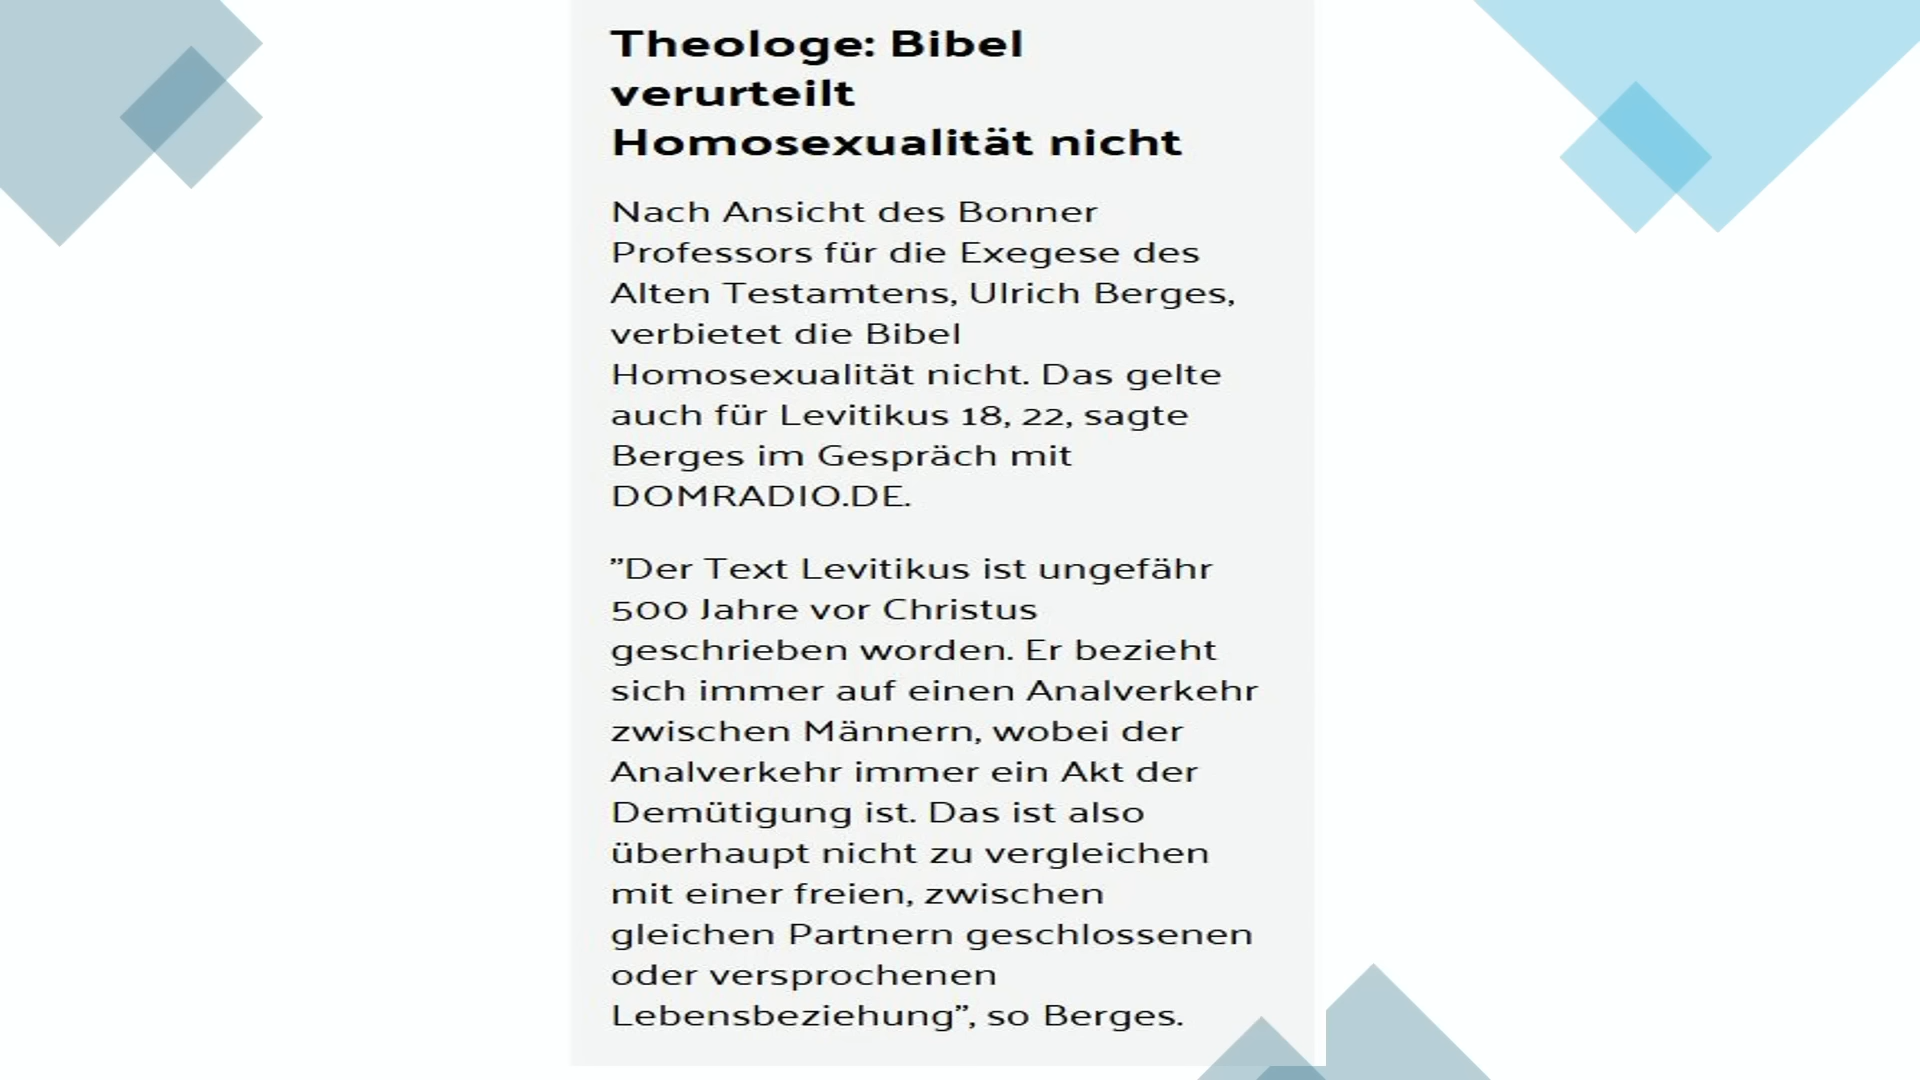 Theologe: Bibel
verurteilt
Homosexualität nicht
Nach Ansicht des Bonner
Professors für die Exegese des
Alten Testamtens, Ulrich Berges,
verbietet die Bibel
Homosexualität nicht. Das gelte
auch für Levitikus 18, 22, sagte
Berges im Gespräch mit
DOMRADIO.DE.
”Der Text Levitikus ist ungefähr
500 Jahre vor Christus
geschrieben worden. Er bezieht
sich immer auf einen Analverkehr
zwischen Männern, wobei der
Analverkehr immer ein Akt der
Demütigung ist. Das ist also
überhaupt nicht zu vergleichen
mit einer freien, zwischen
gleichen Partnern geschlossenen
oder versprochenen
Lebensbeziehung”, so Berges.